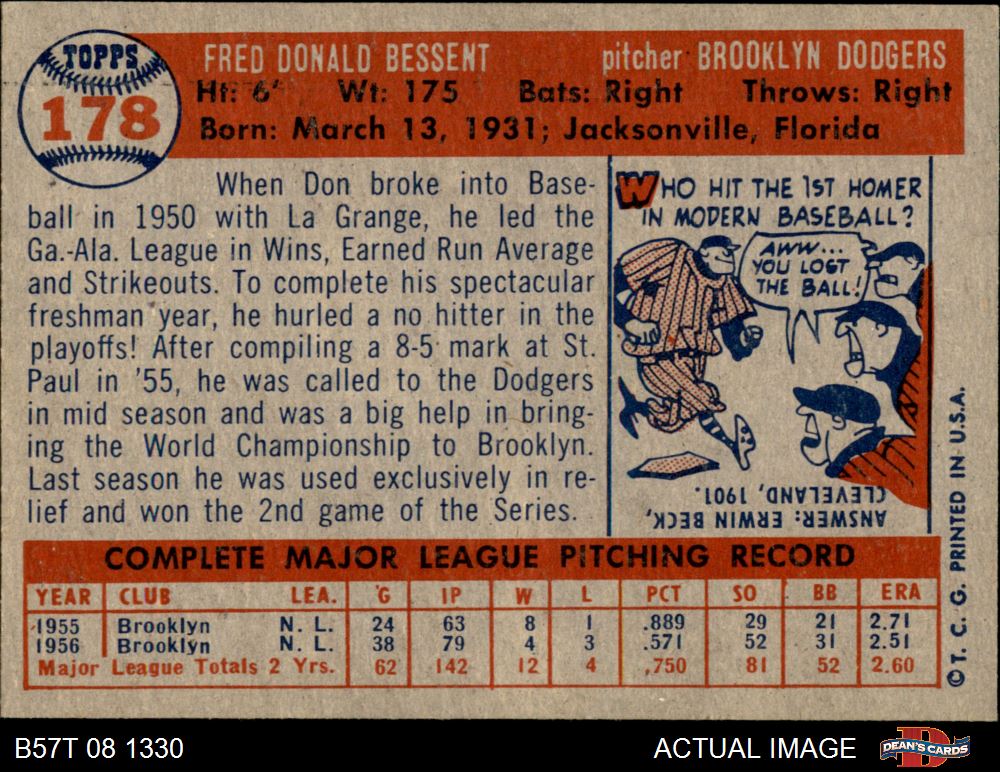 TOPPS
178
FRED DONALD BESSENT pitcher BROOKLYN DODGERS
Ht: 6' Wt: 175 Bats: Right Throws: Right
Born: March 13, 1931; Jacksonville, Florida
When Don broke into Base-
ball in 1950 with La Grange, he led the
Ga.-Ala. League in Wins, Earned Run Average
and Strikeouts. To complete his spectacular
freshman year, he hurled a no hitter in the
playoffs! After compiling a 8-5 mark at St.
Paul in '55, he was called to the Dodgers
in mid season and was a big help in bring-
ing the World Championship to Brooklyn.
Last season he was used exclusively in re-
lief and won the 2nd game of the Series.
WHO HIT THE 1ST HOMER
IN MODERN BASEBALL?
AWW...
YOU LOST
THE BALL!
ANSWER: ERWIN BECK,
CLEVELAND, 1901.
© T. C. G. PRINTED IN U.S.A.
COMPLETE MAJOR LEAGUE PITCHING RECORD
YEAR CLUB LEA. G IP W L PCT SO BB ERA
1955 Brooklyn N. L. 24 63 8 1 .889 29 21 2.71
1956 Brooklyn N. L. 38 79 4 3 .571 52 31 2.51
Major League Totals 2 Yrs. 62 142 12 4 .750 81 52 2.60
B57T 08 1330 ACTUAL IMAGE DEAN'S CARDS